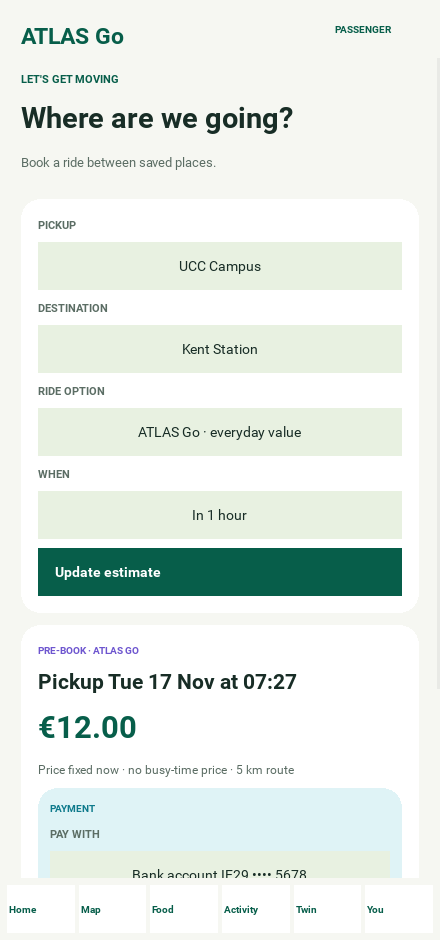 ATLAS Go
PASSENGER
LET'S GET MOVING
Where are we going?
Book a ride between saved places.
PICKUP
UCC Campus
DESTINATION
Kent Station
RIDE OPTION
ATLAS Go · everyday value
WHEN
In 1 hour
Update estimate
PRE-BOOK · ATLAS GO
Pickup Tue 17 Nov at 07:27
€12.00
Price fixed now · no busy-time price · 5 km route
PAYMENT
PAY WITH
Bank account IE29 •••• 5678
Home
Map
Food
Activity
Twin
You